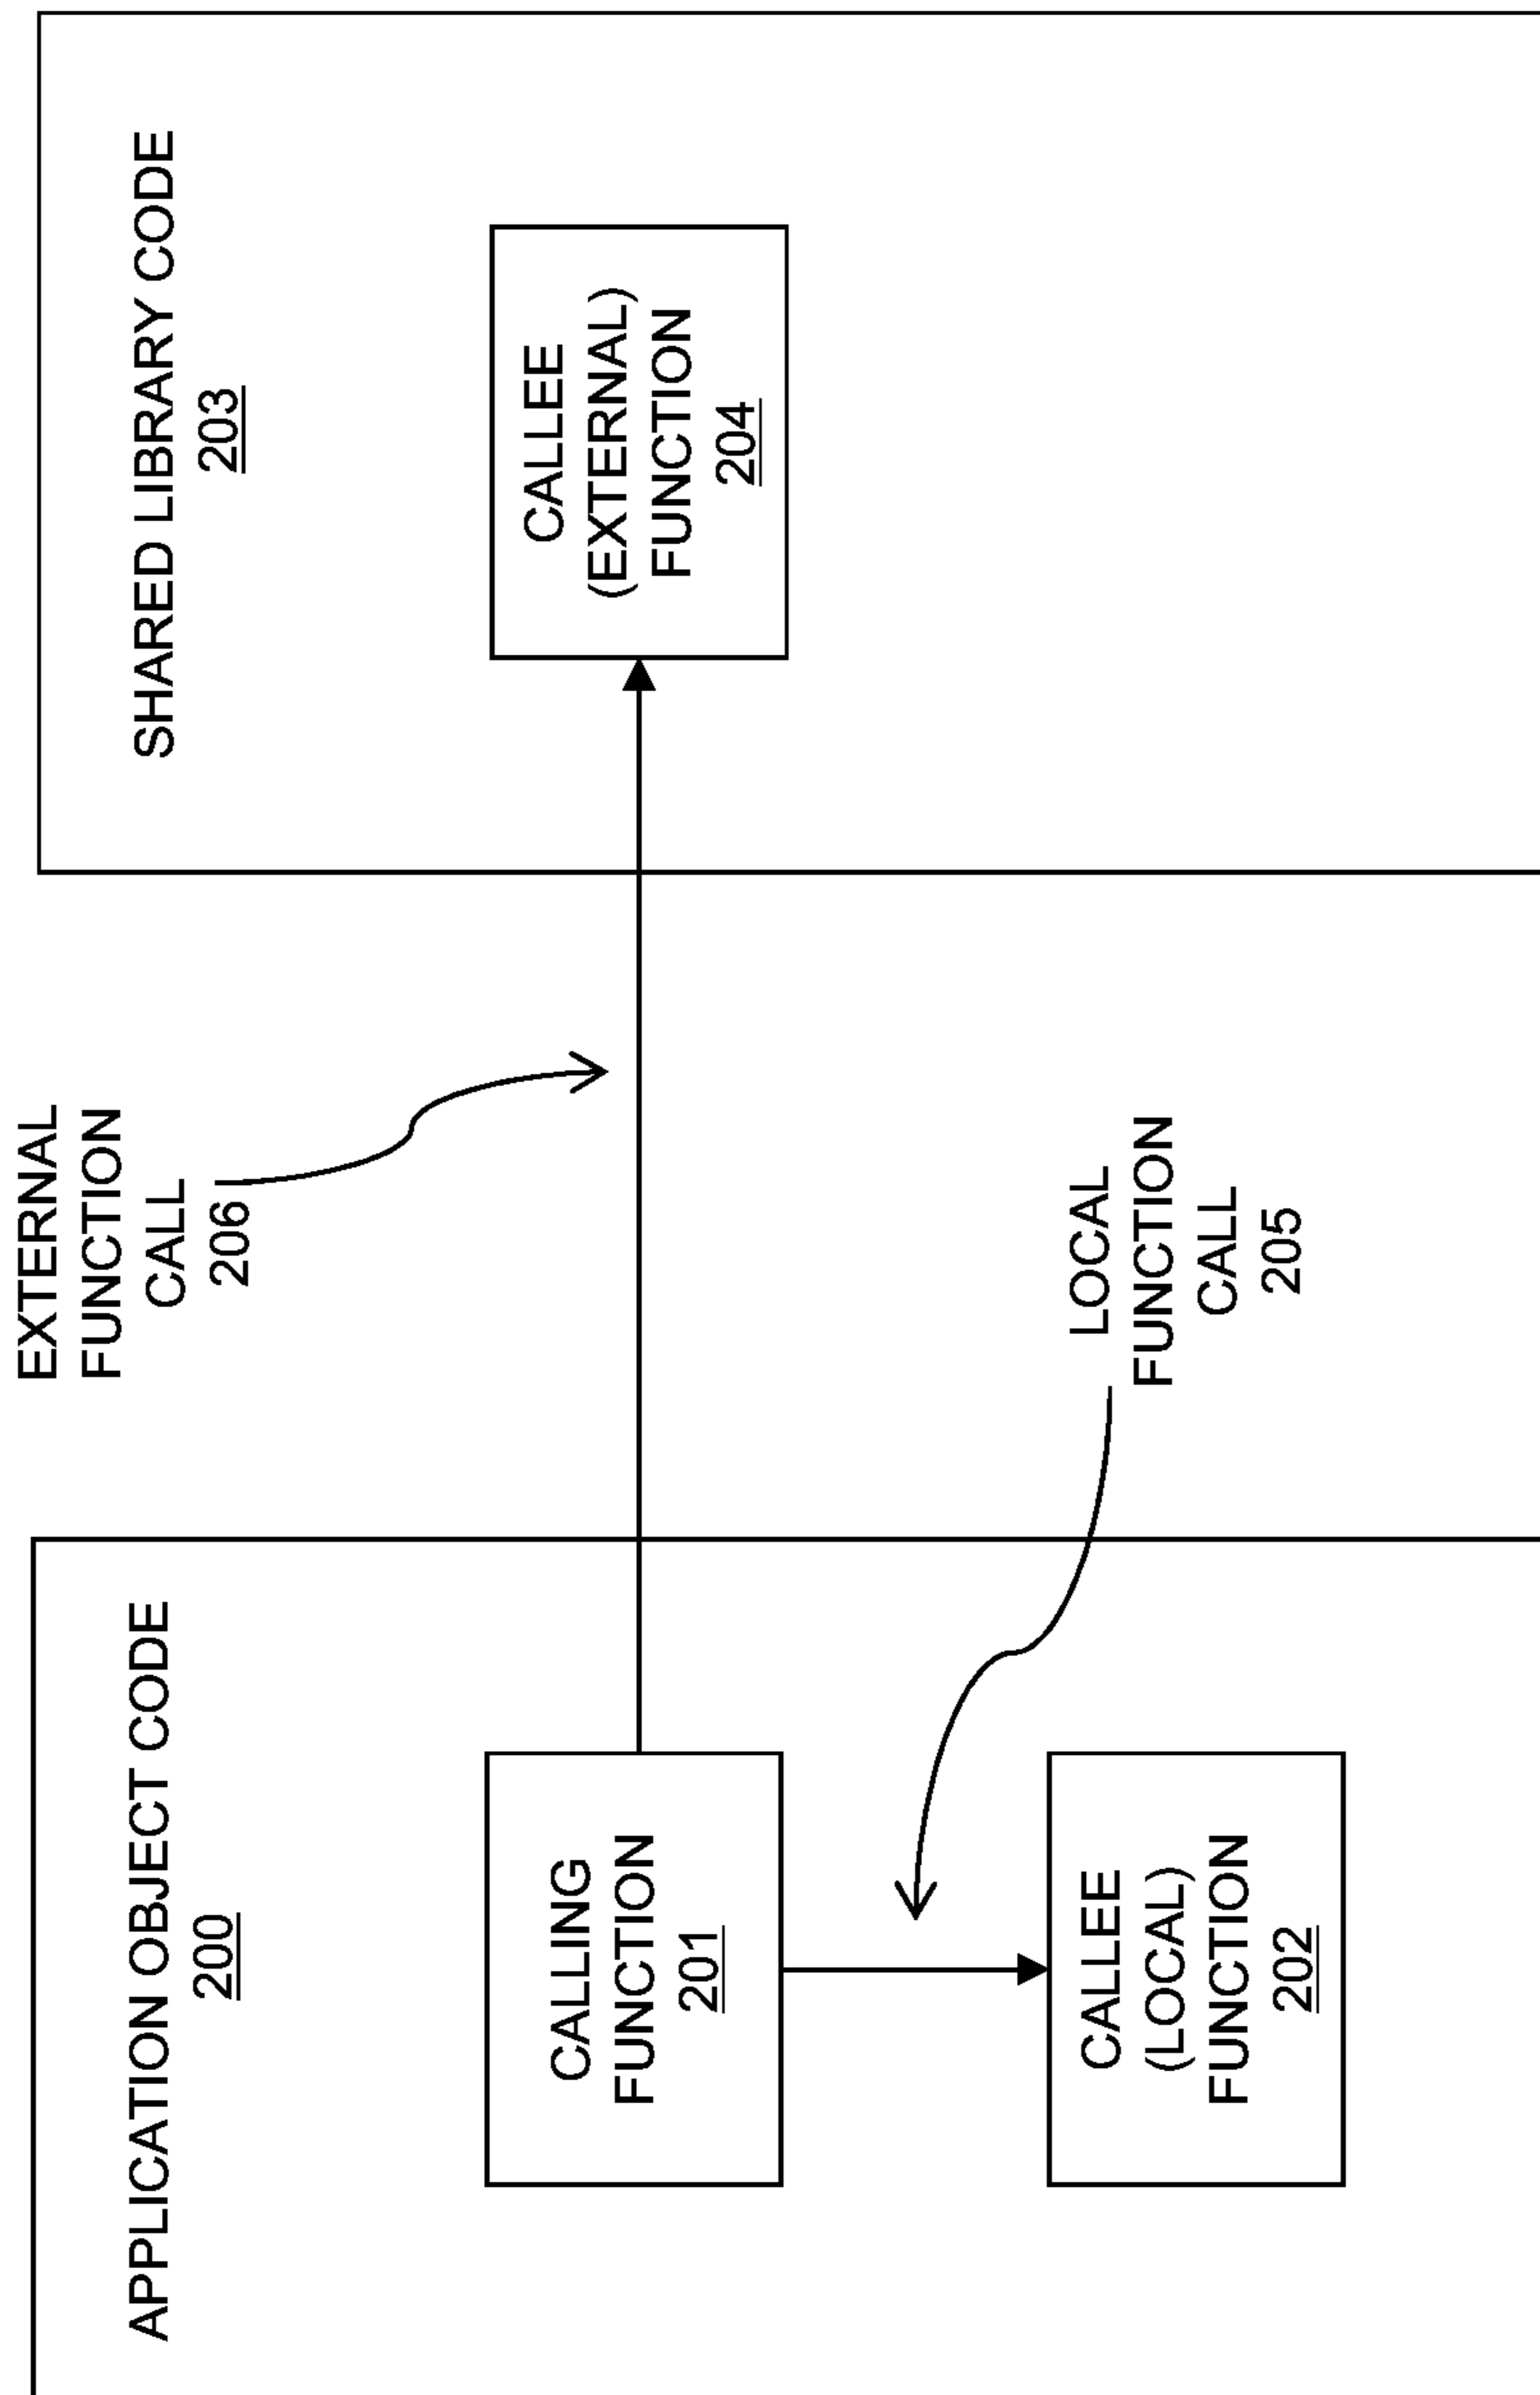 APPLICATION OBJECT CODE
200
CALLING
FUNCTION
201
CALLEE
(LOCAL)
FUNCTION
202
EXTERNAL
FUNCTION
CALL
206
LOCAL
FUNCTION
CALL
205
SHARED LIBRARY CODE
203
CALLEE
(EXTERNAL)
FUNCTION
204